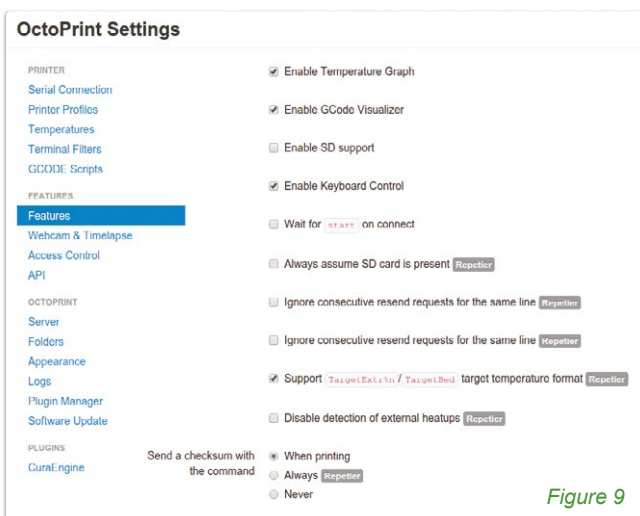 OctoPrint Settings
PRINTER
Serial Connection
Printer Profiles
Temperatures
Terminal Filters
GCODE Scripts
FEATURES
Features
Webcam & Timelapse
Access Control
API
OCTOPRINT
Server
Folders
Appearance
Logs
Plugin Manager
Software Update
PLUGINS
CuraEngine
Enable Temperature Graph
Enable GCode Visualizer
Enable SD support
Enable Keyboard Control
Wait for start on connect
Always assume SD card is present Repetier
Ignore consecutive resend requests for the same line Repetier
Ignore consecutive resend requests for the same line Repetier
Support TargetExtr%n / TargetBed target temperature format Repetier
Disable detection of external heatups Repetier
Send a checksum with
the command
When printing
Always Repetier
Never
Figure 9